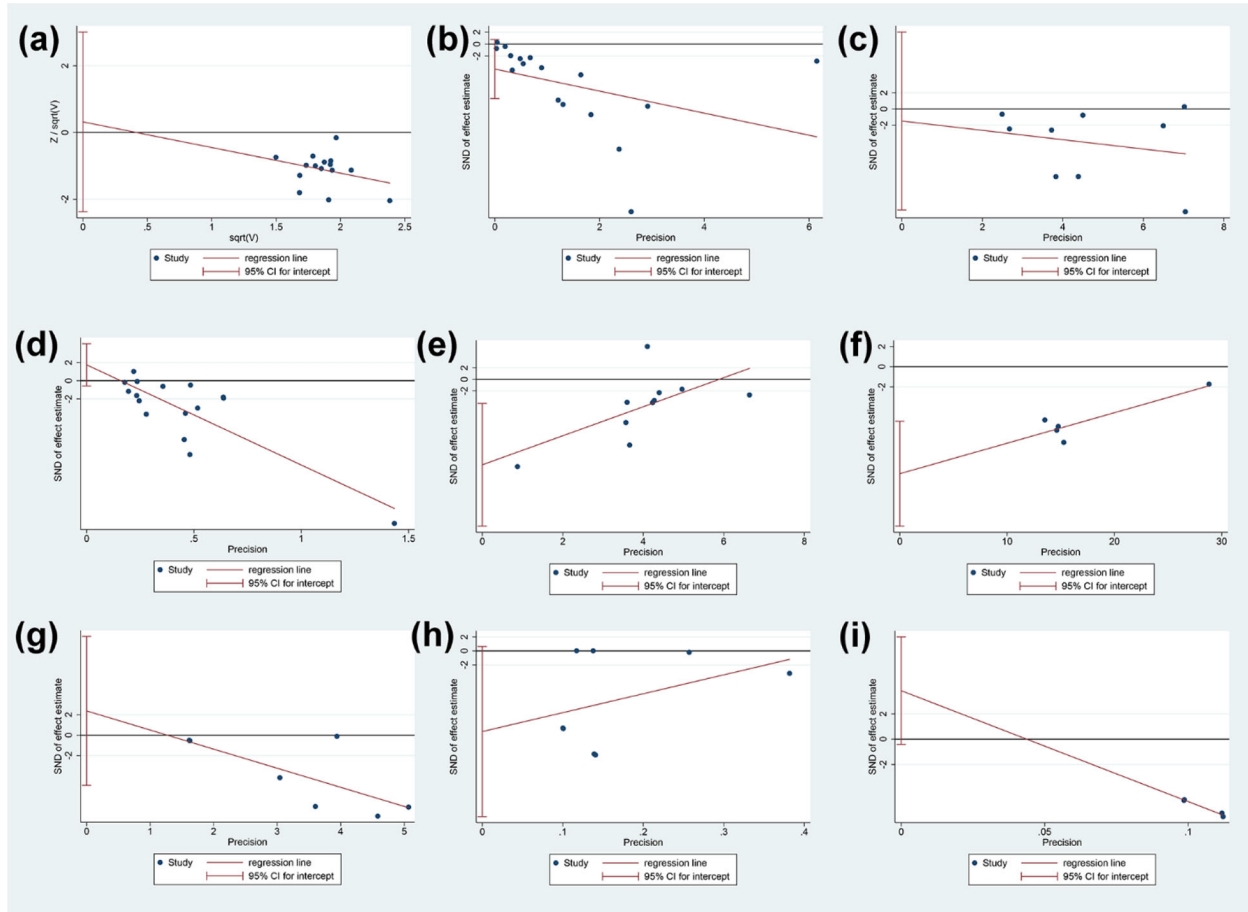 (a)
2
0
-2
Z / sqrt(V)
0 .5 1 1.5 2 2.5
sqrt(V)
Study regression line
95% CI for intercept
(b)
2
0
-2
SND of effect estimate
0 2 4 6
Precision
Study regression line
95% CI for intercept
(c)
2
0
-2
SND of effect estimate
0 2 4 6 8
Precision
Study regression line
95% CI for intercept
(d)
2
0
-2
SND of effect estimate
0 .5 1 1.5
Precision
Study regression line
95% CI for intercept
(e)
2
0
-2
SND of effect estimate
0 2 4 6 8
Precision
Study regression line
95% CI for intercept
(f)
2
0
-2
SND of effect estimate
0 10 20 30
Precision
Study regression line
95% CI for intercept
(g)
2
0
-2
SND of effect estimate
0 1 2 3 4 5
Precision
Study regression line
95% CI for intercept
(h)
2
0
-2
SND of effect estimate
0 .1 .2 .3 .4
Precision
Study regression line
95% CI for intercept
(i)
2
0
-2
SND of effect estimate
0 .05 .1
Precision
Study regression line
95% CI for intercept